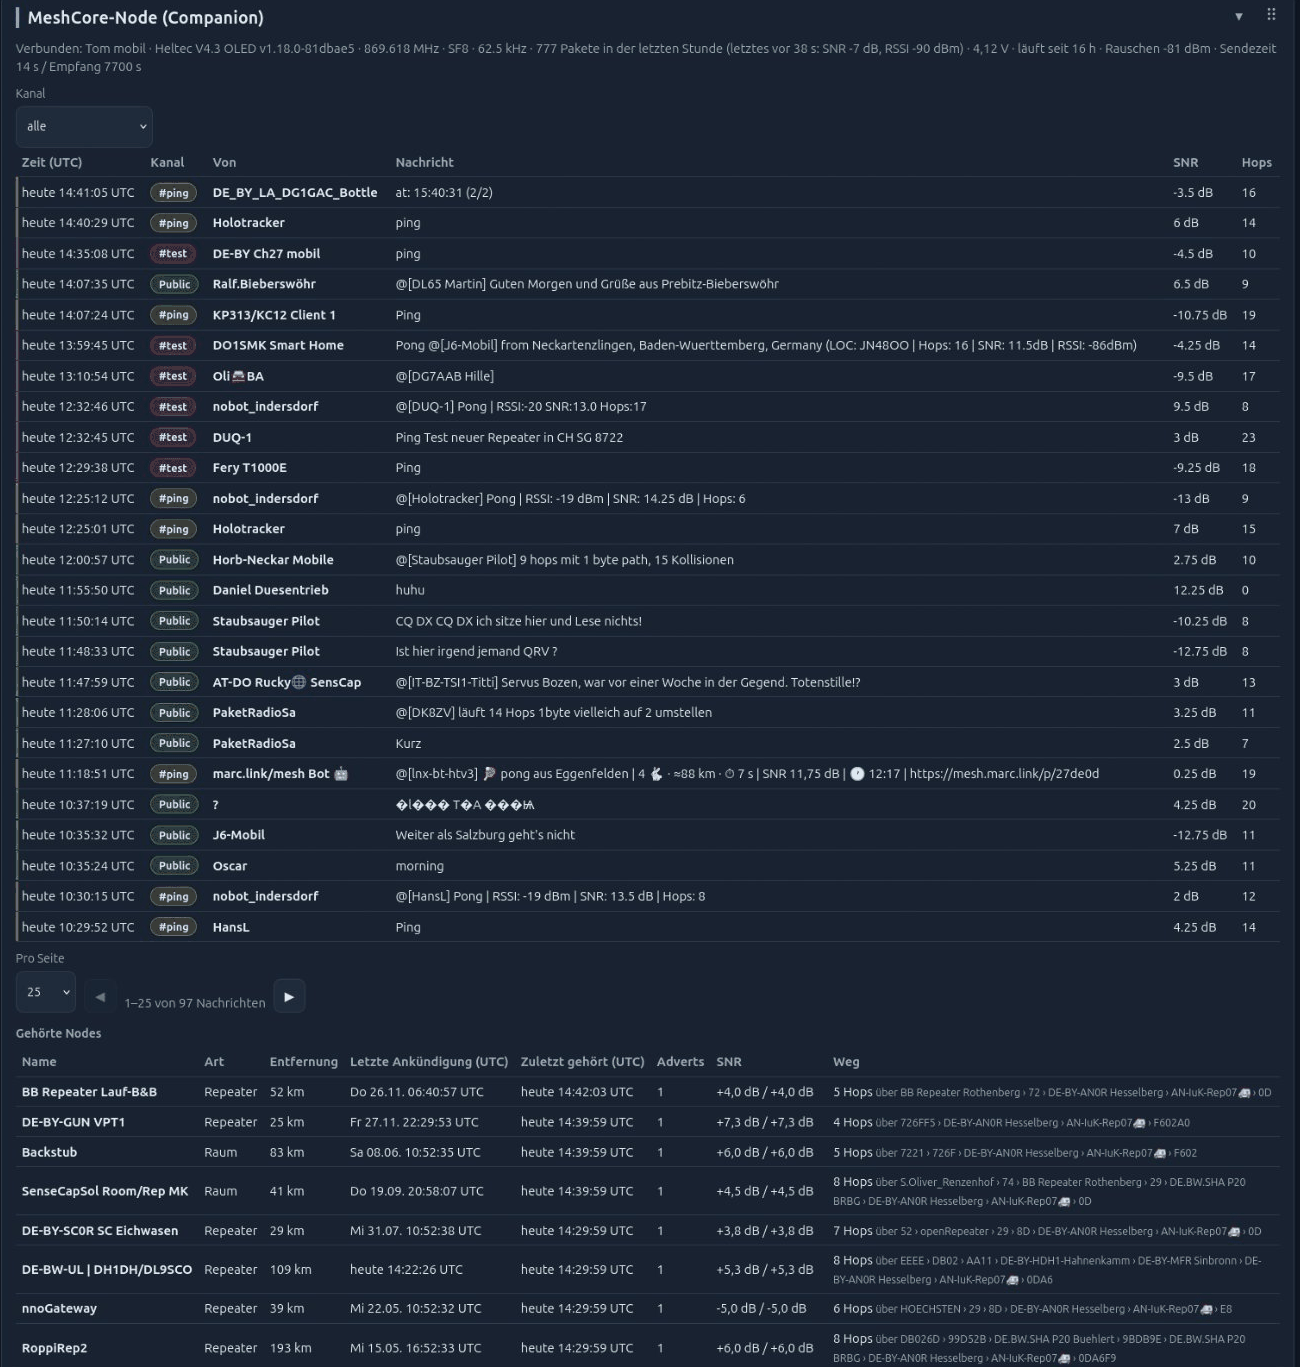 MeshCore-Node (Companion)
Verbunden: Tom mobil · Heltec V4.3 OLED v1.18.0-81dbae5 · 869.618 MHz · SF8 · 62.5 kHz · 777 Pakete in der letzten Stunde (letztes vor 38 s: SNR -7 dB, RSSI -90 dBm) · 4,12 V · läuft seit 16 h · Rauschen -81 dBm · Sendezeit
14 s / Empfang 7700 s
Kanal
alle
Zeit (UTC) Kanal Von Nachricht SNR Hops
heute 14:41:05 UTC #ping DE_BY_LA_DG1GAC_Bottle at: 15:40:31 (2/2) -3.5 dB 16
heute 14:40:29 UTC #ping Holotracker ping 6 dB 14
heute 14:35:08 UTC #test DE-BY Ch27 mobil ping -4.5 dB 10
heute 14:07:35 UTC Public Ralf.Bieberswöhr @[DL65 Martin] Guten Morgen und Grüße aus Prebitz-Bieberswöhr 6.5 dB 9
heute 14:07:24 UTC #ping KP313/KC12 Client 1 Ping -10.75 dB 19
heute 13:59:45 UTC #test DO1SMK Smart Home Pong @[J6-Mobil] from Neckartenzlingen, Baden-Wuerttemberg, Germany (LOC: JN48OO | Hops: 16 | SNR: 11.5dB | RSSI: -86dBm) -4.25 dB 14
heute 13:10:54 UTC #test Oli🚘BA @[DG7AAB Hille] -9.5 dB 17
heute 12:32:46 UTC #test nobot_indersdorf @[DUQ-1] Pong | RSSI:-20 SNR:13.0 Hops:17 9.5 dB 8
heute 12:32:45 UTC #test DUQ-1 Ping Test neuer Repeater in CH SG 8722 3 dB 23
heute 12:29:38 UTC #test Fery T1000E Ping -9.25 dB 18
heute 12:25:12 UTC #ping nobot_indersdorf @[Holotracker] Pong | RSSI: -19 dBm | SNR: 14.25 dB | Hops: 6 -13 dB 9
heute 12:25:01 UTC #ping Holotracker ping 7 dB 15
heute 12:00:57 UTC Public Horb-Neckar Mobile @[Staubsauger Pilot] 9 hops mit 1 byte path, 15 Kollisionen 2.75 dB 10
heute 11:55:50 UTC Public Daniel Duesentrieb huhu 12.25 dB 0
heute 11:50:14 UTC Public Staubsauger Pilot CQ DX CQ DX ich sitze hier und Lese nichts! -10.25 dB 8
heute 11:48:33 UTC Public Staubsauger Pilot Ist hier irgend jemand QRV ? -12.75 dB 8
heute 11:47:59 UTC Public AT-DO Rucky🌐 SensCap @[IT-BZ-TSI1-Titti] Servus Bozen, war vor einer Woche in der Gegend. Totenstille!? 3 dB 13
heute 11:28:06 UTC Public PaketRadioSa @[DK8ZV] läuft 14 Hops 1byte vielleich auf 2 umstellen 3.25 dB 11
heute 11:27:10 UTC Public PaketRadioSa Kurz 2.5 dB 7
heute 11:18:51 UTC #ping marc.link/mesh Bot 🤖 @[lnx-bt-htv3] 🏓 pong aus Eggenfelden | 4 🐇 · ≈88 km · ⏱ 7 s | SNR 11,75 dB | 🕐 12:17 | https://mesh.marc.link/p/27de0d 0.25 dB 19
heute 10:37:19 UTC Public ? 4.25 dB 20
heute 10:35:32 UTC Public J6-Mobil Weiter als Salzburg geht's nicht -12.75 dB 11
heute 10:35:24 UTC Public Oscar morning 5.25 dB 11
heute 10:30:15 UTC #ping nobot_indersdorf @[HansL] Pong | RSSI: -19 dBm | SNR: 13.5 dB | Hops: 8 2 dB 12
heute 10:29:52 UTC #ping HansL Ping 4.25 dB 14
Pro Seite
25 1–25 von 97 Nachrichten
Gehörte Nodes
Name Art Entfernung Letzte Ankündigung (UTC) Zuletzt gehört (UTC) Adverts SNR Weg
BB Repeater Lauf-B&B Repeater 52 km Do 26.11. 06:40:57 UTC heute 14:42:03 UTC 1 +4,0 dB / +4,0 dB 5 Hops über BB Repeater Rothenberg › 72 › DE-BY-AN0R Hesselberg › AN-IuK-Rep07🚙 › 0D
DE-BY-GUN VPT1 Repeater 25 km Fr 27.11. 22:29:53 UTC heute 14:39:59 UTC 1 +7,3 dB / +7,3 dB 4 Hops über 726FF5 › DE-BY-AN0R Hesselberg › AN-IuK-Rep07🚙 › F602A0
Backstub Raum 83 km Sa 08.06. 10:52:35 UTC heute 14:39:59 UTC 1 +6,0 dB / +6,0 dB 5 Hops über 7221 › 726F › DE-BY-AN0R Hesselberg › AN-IuK-Rep07🚙 › F602
SenseCapSol Room/Rep MK Raum 41 km Do 19.09. 20:58:07 UTC heute 14:39:59 UTC 1 +4,5 dB / +4,5 dB 8 Hops über S.Oliver_Renzenhof › 74 › BB Repeater Rothenberg › 29 › DE.BW.SHA P20
BRBG › DE-BY-AN0R Hesselberg › AN-IuK-Rep07🚙 › 0D
DE-BY-SC0R SC Eichwasen Repeater 29 km Mi 31.07. 10:52:38 UTC heute 14:29:59 UTC 1 +3,8 dB / +3,8 dB 7 Hops über 52 › openRepeater › 29 › 8D › DE-BY-AN0R Hesselberg › AN-IuK-Rep07🚙 › 0D
DE-BW-UL | DH1DH/DL9SCO Repeater 109 km heute 14:22:26 UTC heute 14:29:59 UTC 1 +5,3 dB / +5,3 dB 8 Hops über EEEE › DB02 › AA11 › DE-BY-HDH1-Hahnenkamm › DE-BY-MFR Sinbronn › DE-
BY-AN0R Hesselberg › AN-IuK-Rep07🚙 › 0DA6
nnoGateway Repeater 39 km Mi 22.05. 10:52:32 UTC heute 14:29:59 UTC 1 -5,0 dB / -5,0 dB 6 Hops über HOECHSTEN › 29 › 8D › DE-BY-AN0R Hesselberg › AN-IuK-Rep07🚙 › E8
RoppiRep2 Repeater 193 km Mi 15.05. 16:52:33 UTC heute 14:29:59 UTC 1 +6,0 dB / +6,0 dB 8 Hops über DB026D › 99D52B › DE.BW.SHA P20 Buehlert › 9BDB9E › DE.BW.SHA P20
BRBG › DE-BY-AN0R Hesselberg › AN-IuK-Rep07🚙 › 0DA6F9